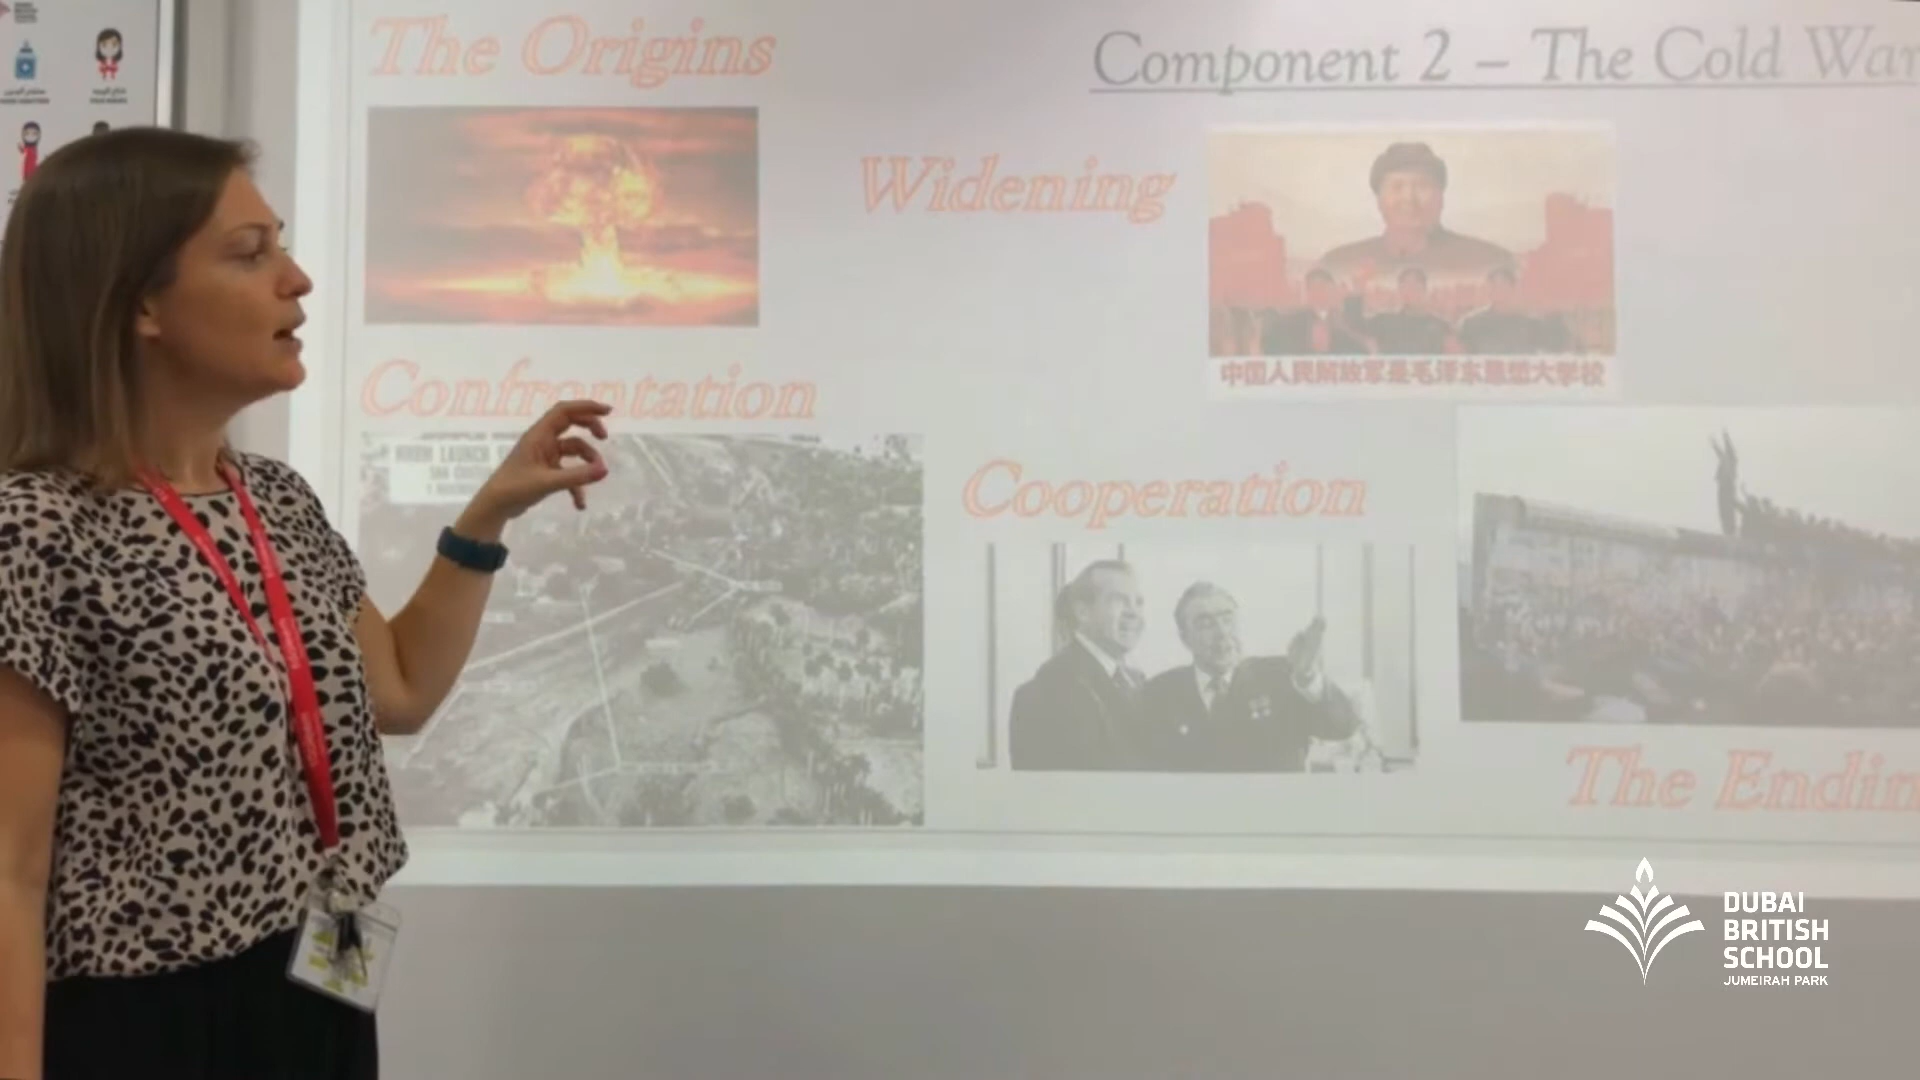 The Origins
Component 2 – The Cold War
Widening
中国人民解放军是毛泽东思想大学校
Confrontation
Cooperation
The Endin
DUBAI
BRITISH
SCHOOL
JUMEIRAH PARK